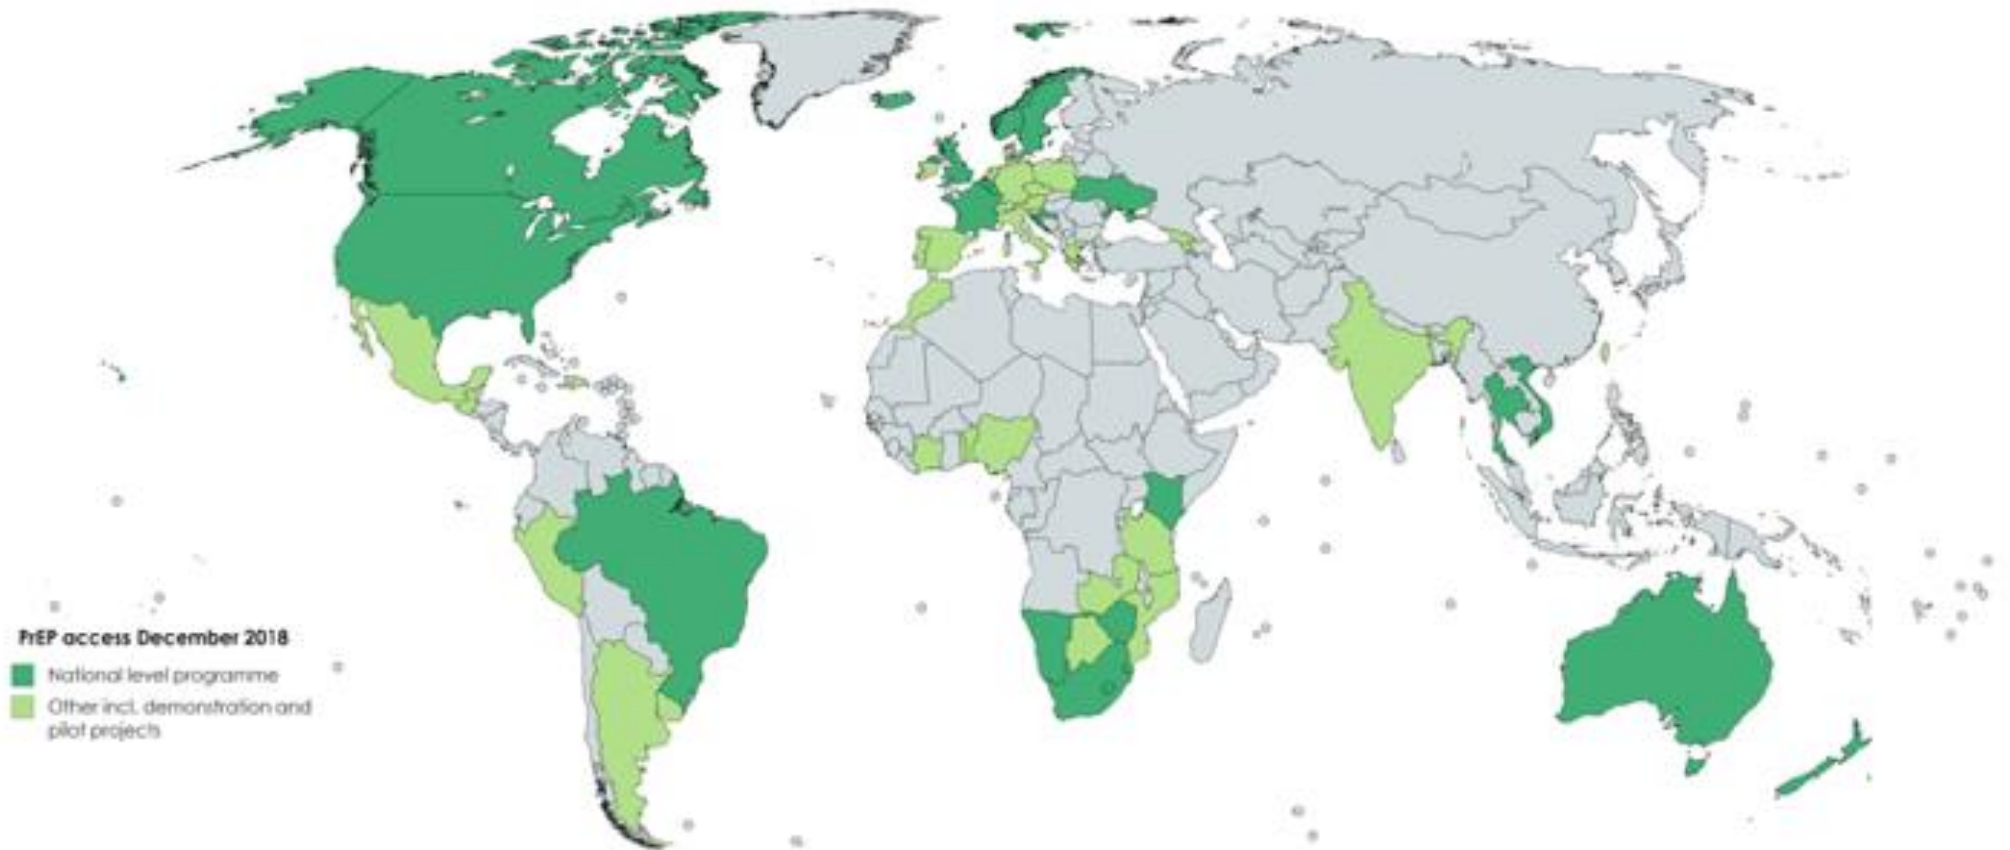 PrEP access December 2018
National level programme
Other incl. demonstration and
pilot projects